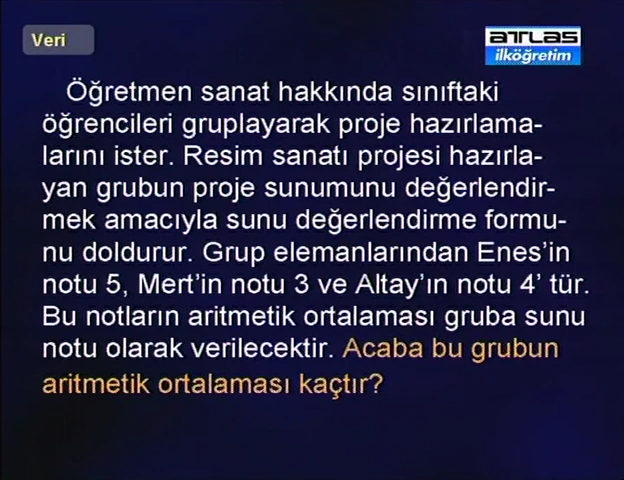 Veri
ATLAS
ilköğretim
Öğretmen sanat hakkında sınıftaki
öğrencileri gruplayarak proje hazırlama-
larını ister. Resim sanatı projesi hazırla-
yan grubun proje sunumunu değerlendir-
mek amacıyla sunu değerlendirme formu-
nu doldurur. Grup elemanlarından Enes'in
notu 5, Mert'in notu 3 ve Altay'ın notu 4' tür.
Bu notların aritmetik ortalaması gruba sunu
notu olarak verilecektir. Acaba bu grubun
aritmetik ortalaması kaçtır?